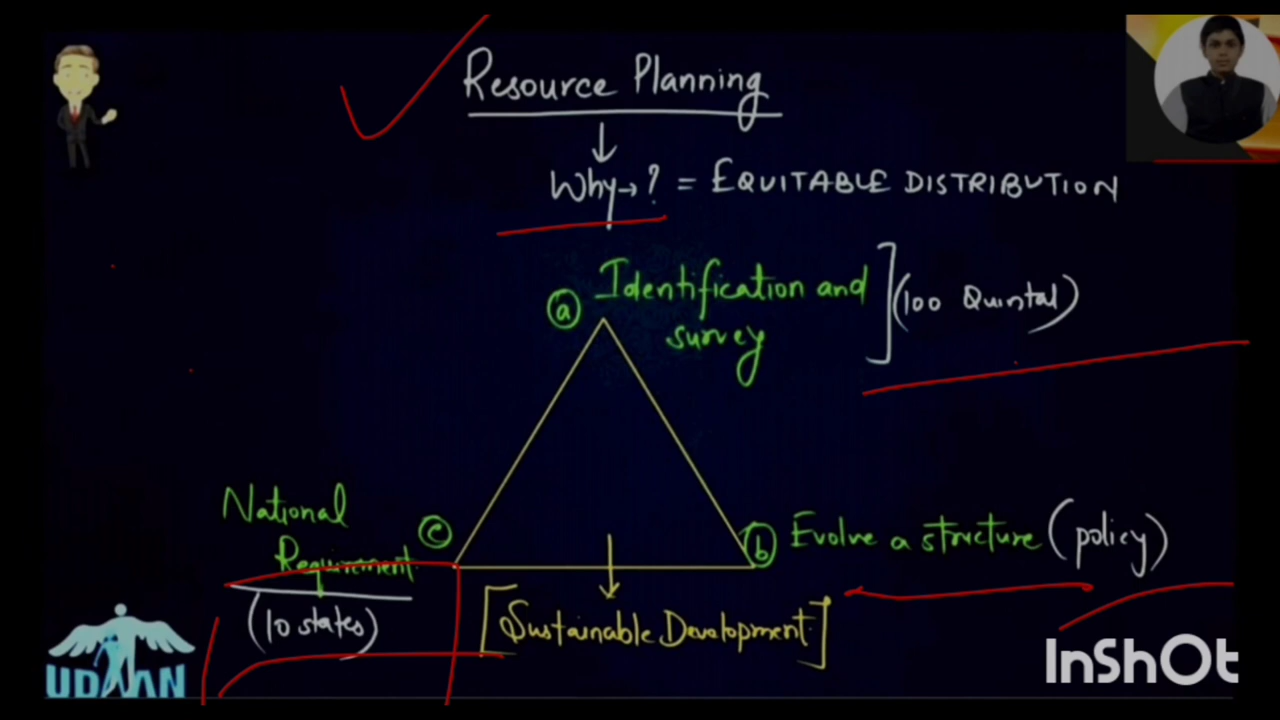 Resource Planning
↓
Why→? = EQUITABLE DISTRIBUTION
ⓐ Identification and
survey
(100 Quintal)
National
Requirement
(10 states)
ⓒ
ⓑ Evolve a structure (policy)
[Sustainable Development]
UDAAN
InShOt